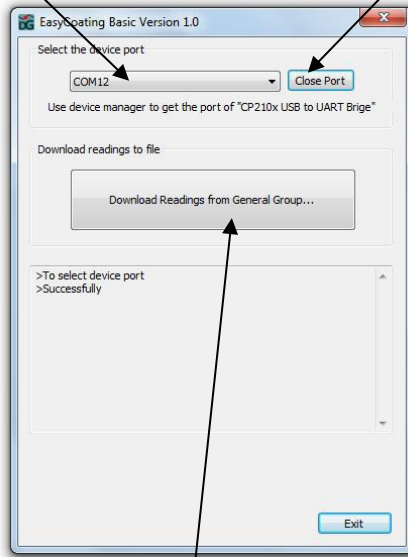 EasyCoating Basic Version 1.0
Select the device port
COM12
Close Port
Use device manager to get the port of "CP210x USB to UART Brige"
Download readings to file
Download Readings from General Group...
>To select device port
>Successfully
Exit